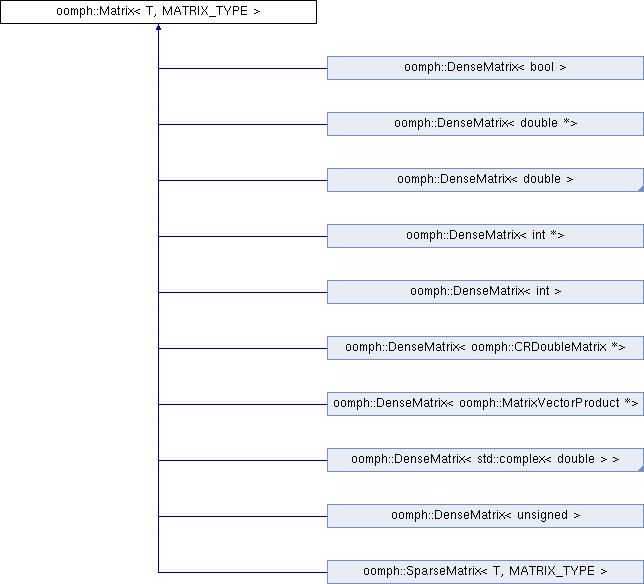 oomph::Matrix< T, MATRIX_TYPE >
oomph::DenseMatrix< bool >
oomph::DenseMatrix< double *>
oomph::DenseMatrix< double >
oomph::DenseMatrix< int *>
oomph::DenseMatrix< int >
oomph::DenseMatrix< oomph::CRDoubleMatrix *>
oomph::DenseMatrix< oomph::MatrixVectorProduct *>
oomph::DenseMatrix< std::complex< double > >
oomph::DenseMatrix< unsigned >
oomph::SparseMatrix< T, MATRIX_TYPE >